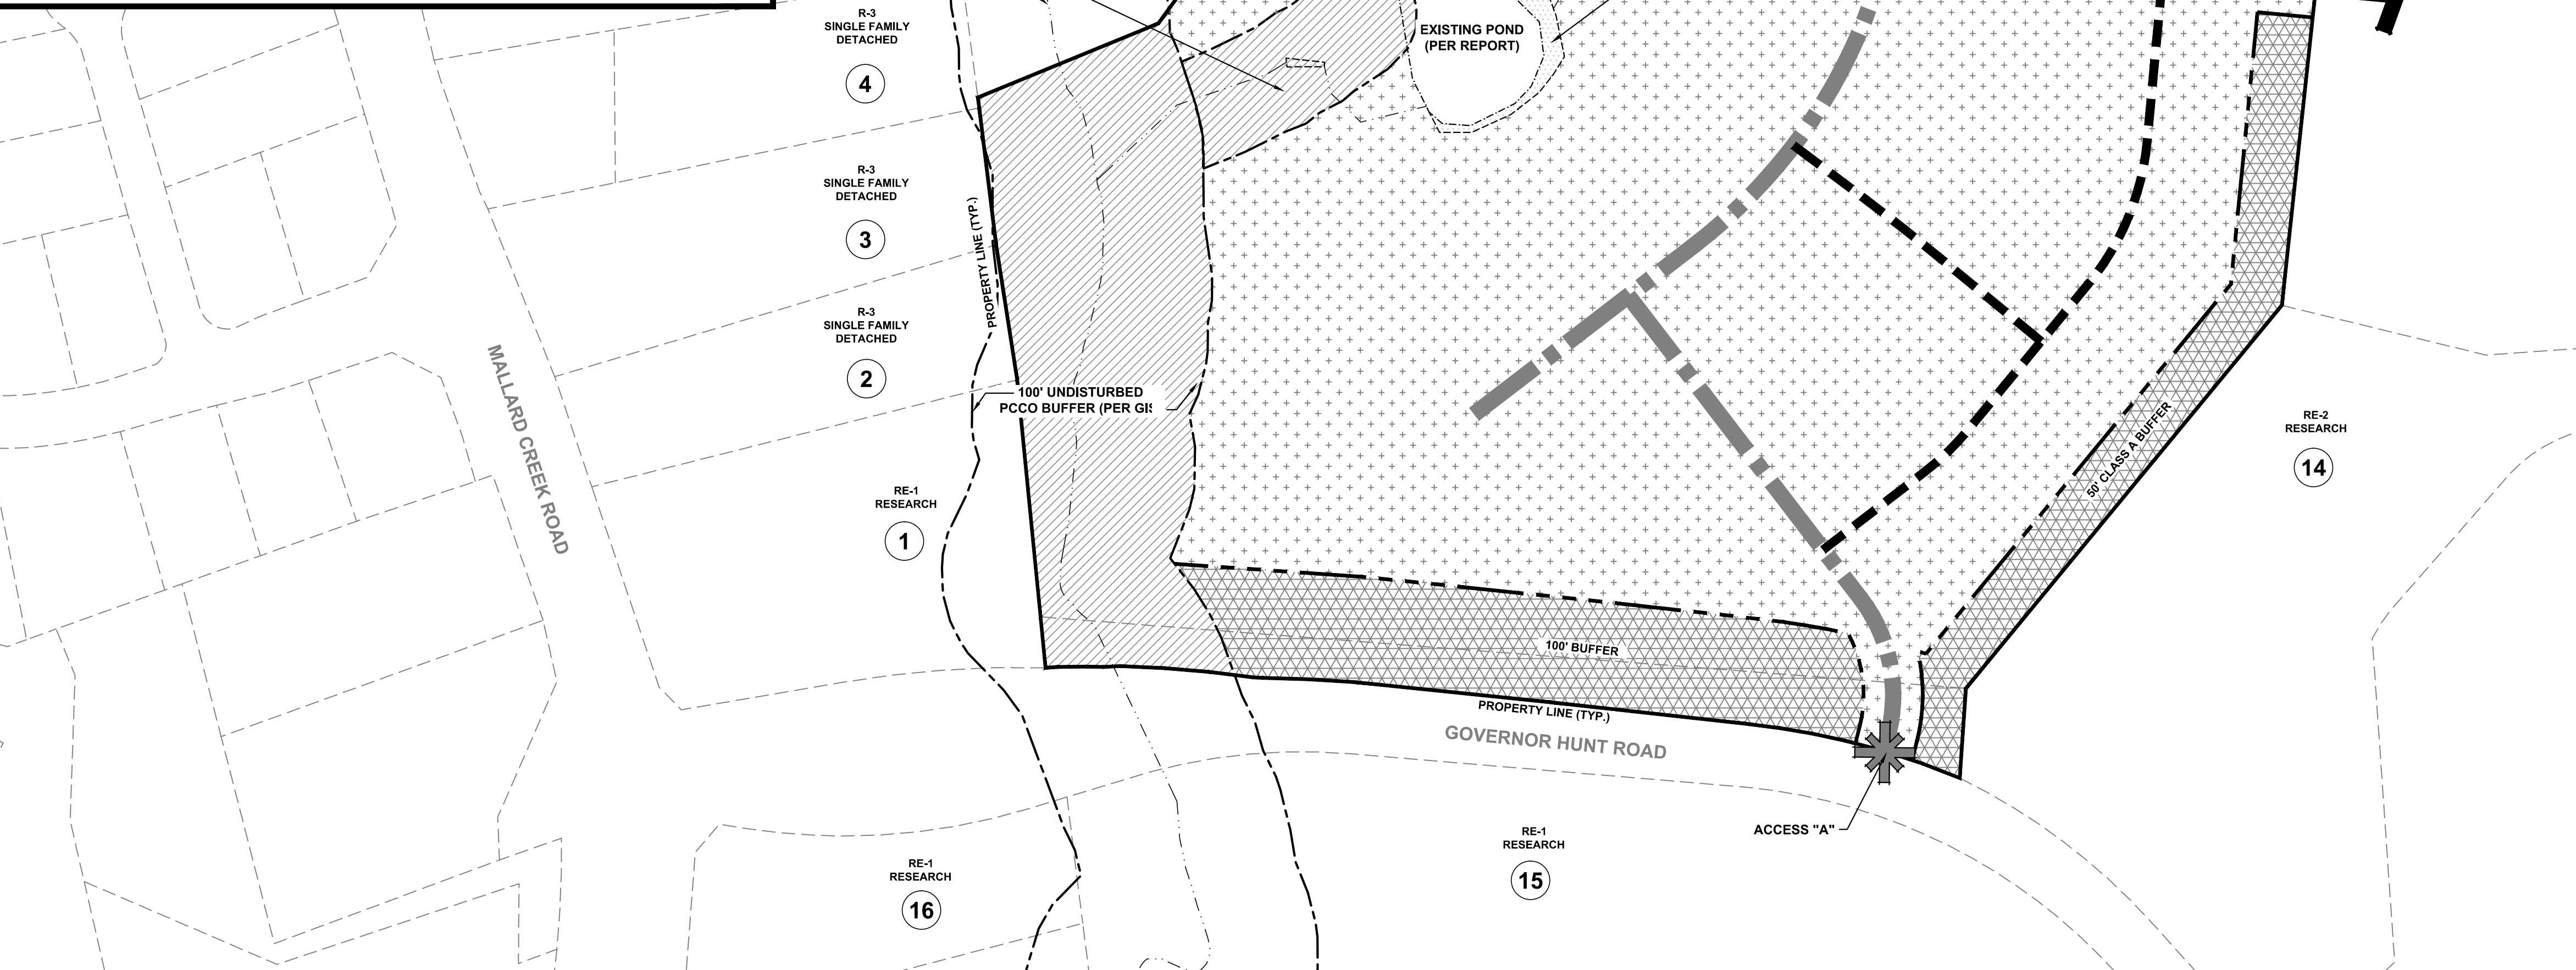 R-3
SINGLE FAMILY
DETACHED
4
EXISTING POND
(PER REPORT)
R-3
SINGLE FAMILY
DETACHED
3
PROPERTY LINE (TYP.)
R-3
SINGLE FAMILY
DETACHED
2
MALLARD CREEK ROAD
100' UNDISTURBED
PCCO BUFFER (PER GIS
50' CLASS A BUFFER
RE-2
RESEARCH
14
RE-1
RESEARCH
1
100' BUFFER
PROPERTY LINE (TYP.)
GOVERNOR HUNT ROAD
ACCESS "A"
RE-1
RESEARCH
15
RE-1
RESEARCH
16